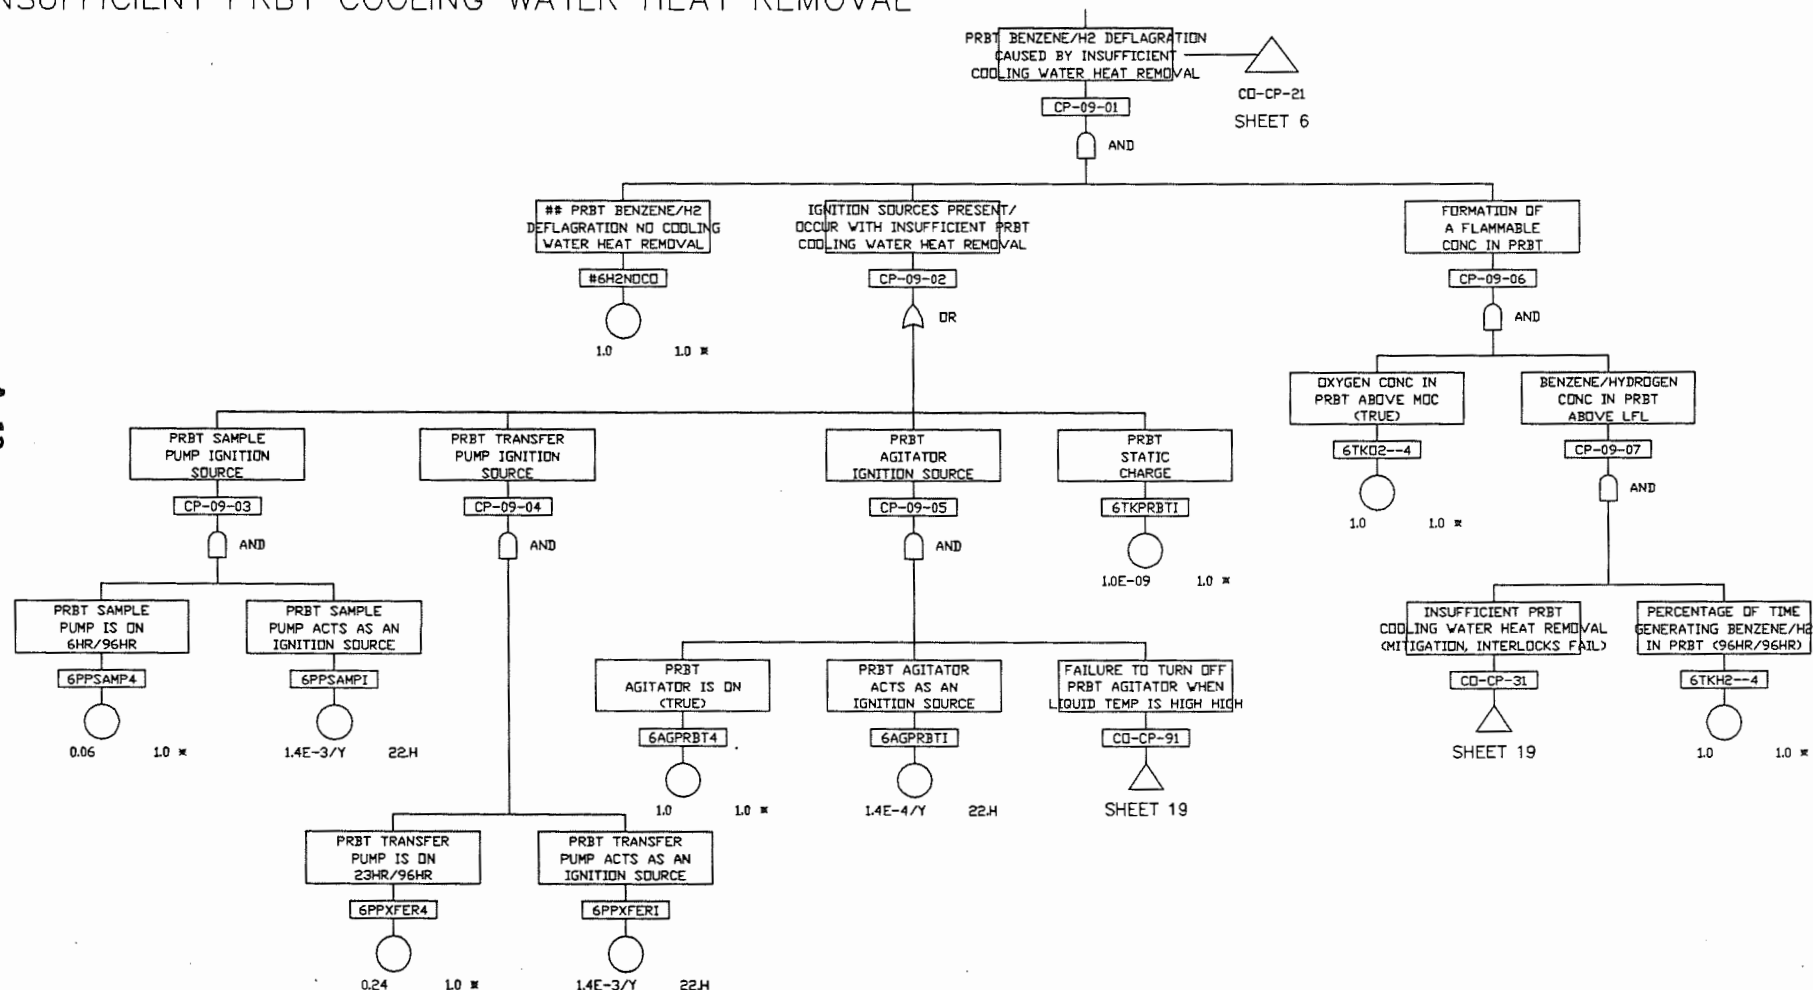 NSUFFICIENT PRBT COOLING WATER HEAT REMOVAL
PRBT BENZENE/H2 DEFLAGRATION
CAUSED BY INSUFFICIENT
COOLING WATER HEAT REMOVAL
CP-09-01
AND
CO-CP-21
SHEET 6
## PRBT BENZENE/H2
DEFLAGRATION NO COOLING
WATER HEAT REMOVAL
#6H2NOCO
1.0 1.0 *
IGNITION SOURCES PRESENT/
OCCUR WITH INSUFFICIENT PRBT
COOLING WATER HEAT REMOVAL
CP-09-02
OR
FORMATION OF
A FLAMMABLE
CONC IN PRBT
CP-09-06
AND
OXYGEN CONC IN
PRBT ABOVE MOC
(TRUE)
6TKO2--4
1.0 1.0 *
BENZENE/HYDROGEN
CONC IN PRBT
ABOVE LFL
CP-09-07
AND
PRBT SAMPLE
PUMP IGNITION
SOURCE
CP-09-03
AND
PRBT TRANSFER
PUMP IGNITION
SOURCE
CP-09-04
AND
PRBT
AGITATOR
IGNITION SOURCE
CP-09-05
AND
PRBT
STATIC
CHARGE
6TKPRBTI
1.0E-09 1.0 *
PRBT SAMPLE
PUMP IS ON
6HR/96HR
6PPSAMP4
0.06 1.0 *
PRBT SAMPLE
PUMP ACTS AS AN
IGNITION SOURCE
6PPSAMPI
1.4E-3/Y 22.H
PRBT
AGITATOR IS ON
(TRUE)
6AGPRBT4
1.0 1.0 *
PRBT AGITATOR
ACTS AS AN
IGNITION SOURCE
6AGPRBTI
1.4E-4/Y 22.H
FAILURE TO TURN OFF
PRBT AGITATOR WHEN
LIQUID TEMP IS HIGH HIGH
CO-CP-91
SHEET 19
INSUFFICIENT PRBT
COOLING WATER HEAT REMOVAL
(MITIGATION, INTERLOCKS FAIL)
CO-CP-31
SHEET 19
PERCENTAGE OF TIME
GENERATING BENZENE/H2
IN PRBT (96HR/96HR)
6TKH2--4
1.0 1.0 *
PRBT TRANSFER
PUMP IS ON
23HR/96HR
6PPXFER4
0.24 1.0 *
PRBT TRANSFER
PUMP ACTS AS AN
IGNITION SOURCE
6PPXFERI
1.4E-3/Y 22.H